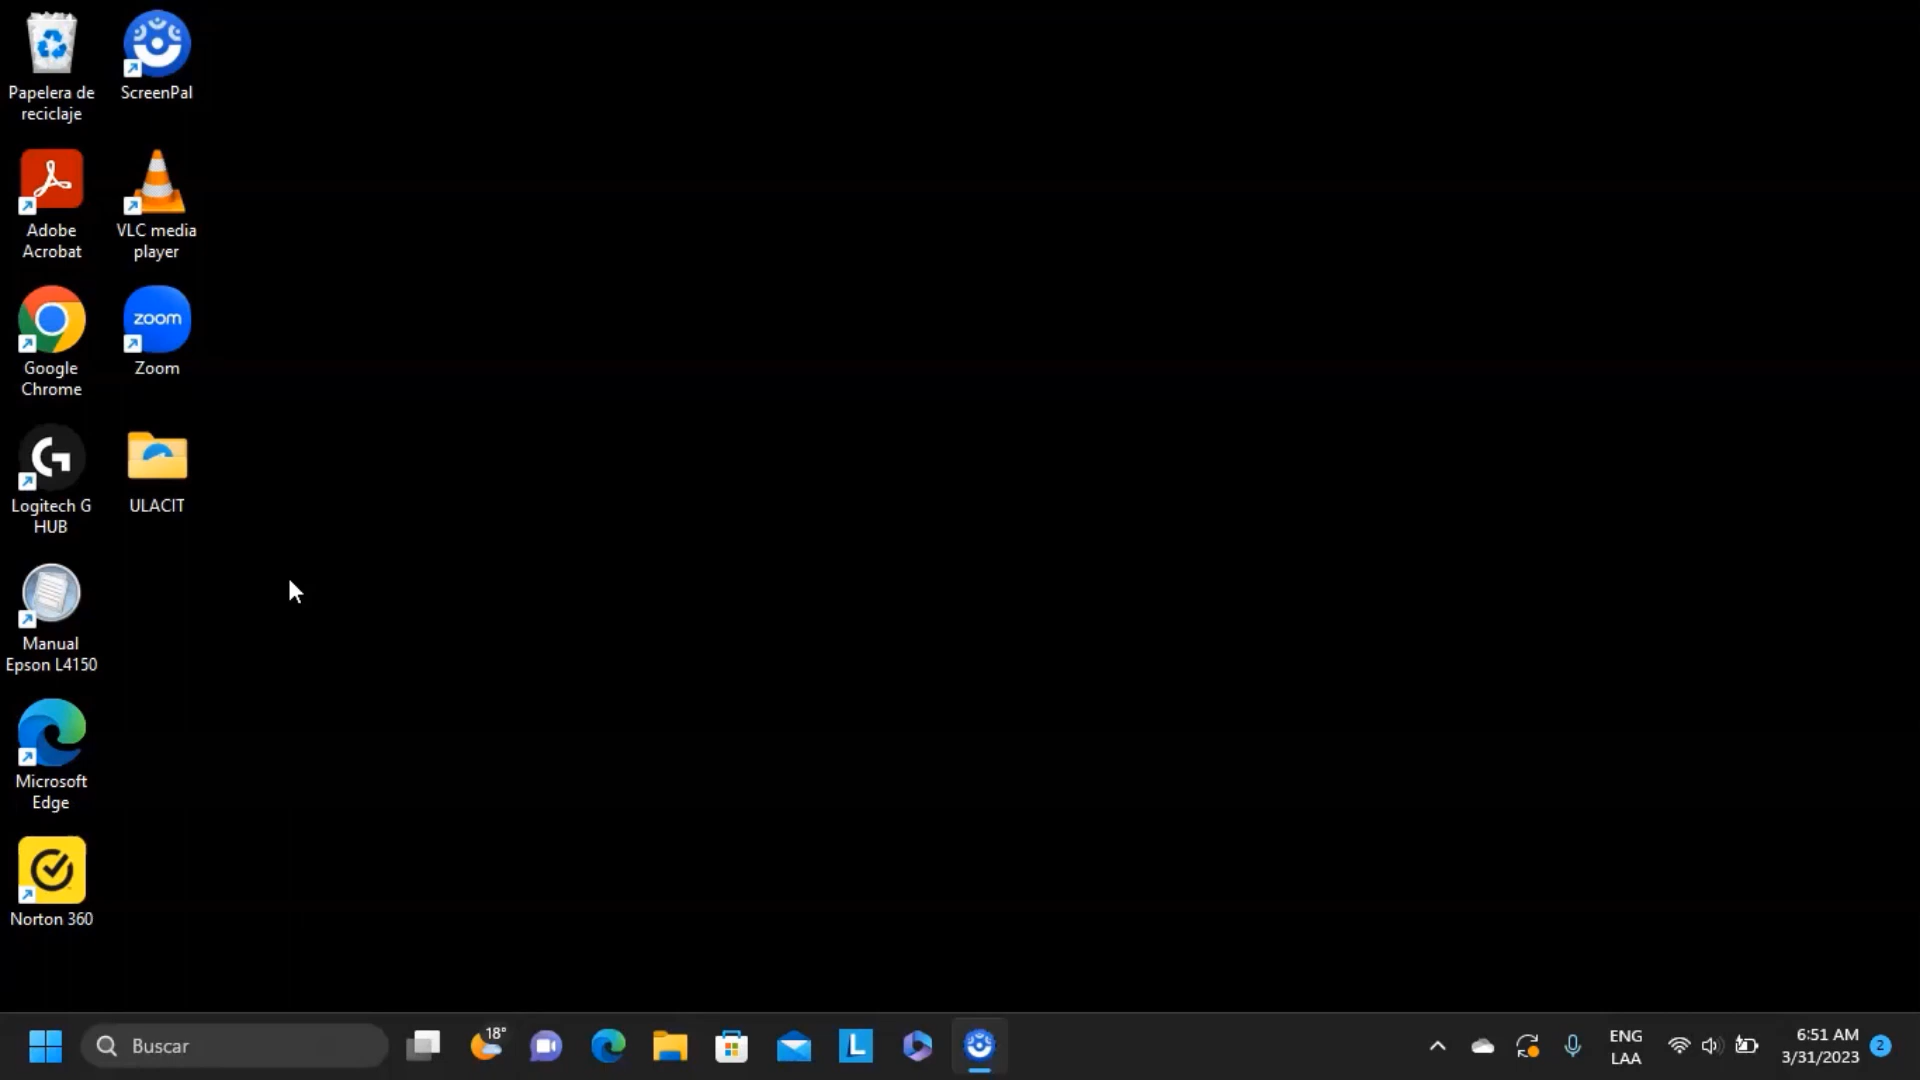 Papelera de
reciclaje
ScreenPal
Adobe
Acrobat
VLC media
player
Google
Chrome
zoom
Zoom
Logitech G
HUB
ULACIT
Manual
Epson L4150
Microsoft
Edge
Norton 360
Buscar
18°
L
ENG
LAA
6:51 AM
3/31/2023
2